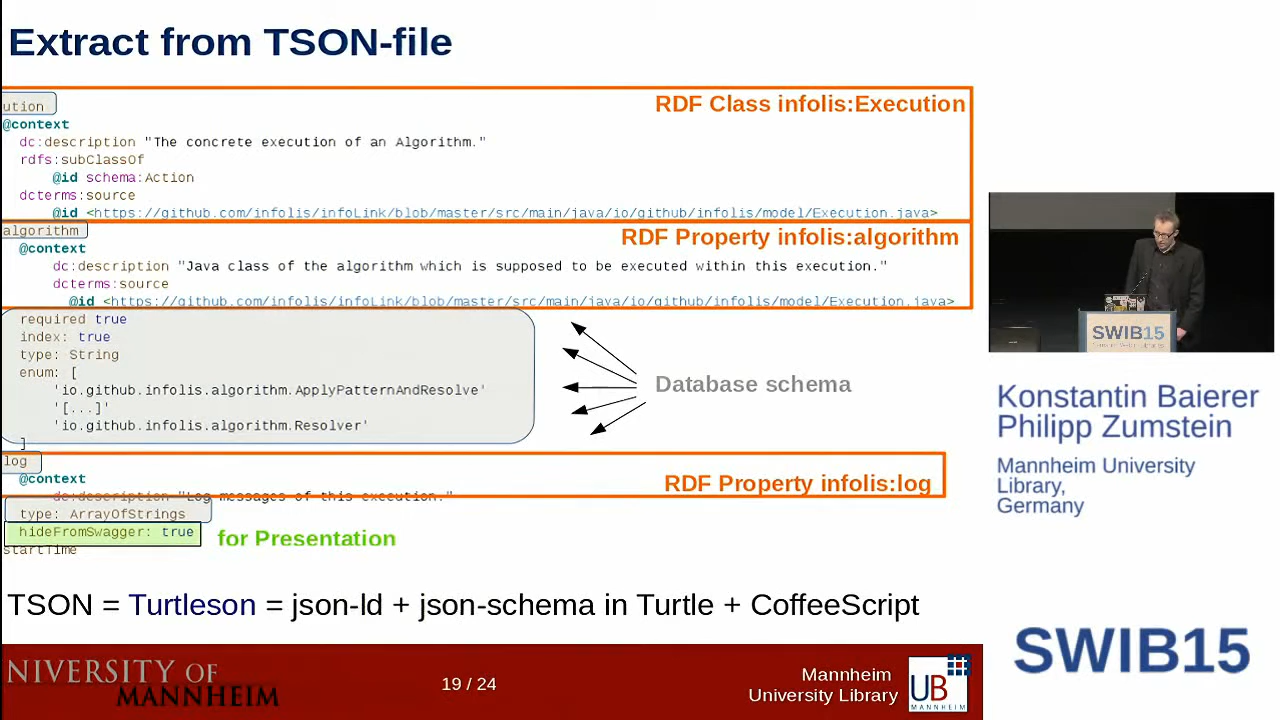 Extract from TSON-file
RDF Class infolis:Execution
ution
@context
dc:description "The concrete execution of an Algorithm."
rdfs:subClassOf
@id schema:Action
dcterms:source
@id <https://github.com/infolis/infoLink/blob/master/src/main/java/io/github/infolis/model/Execution.java>
algorithm
RDF Property infolis:algorithm
@context
dc:description "Java class of the algorithm which is supposed to be executed within this execution."
dcterms:source
@id <https://github.com/infolis/infoLink/blob/master/src/main/java/io/github/infolis/model/Execution.java>
required true
index: true
type: String
enum: [
'io.github.infolis.algorithm.ApplyPatternAndResolve'
'[...]'
'io.github.infolis.algorithm.Resolver'
]
Database schema
log
@context
RDF Property infolis:log
dc:description "Log messages of this execution."
type: ArrayOfStrings
hideFromSwagger: true
for Presentation
startTime
TSON = Turtleson = json-ld + json-schema in Turtle + CoffeeScript
NIVERSITY OF
MANNHEIM
19 / 24
Mannheim
University Library
UB
MANNHEIM
SWIB15
Konstantin Baierer
Philipp Zumstein
Mannheim University
Library,
Germany
SWIB15